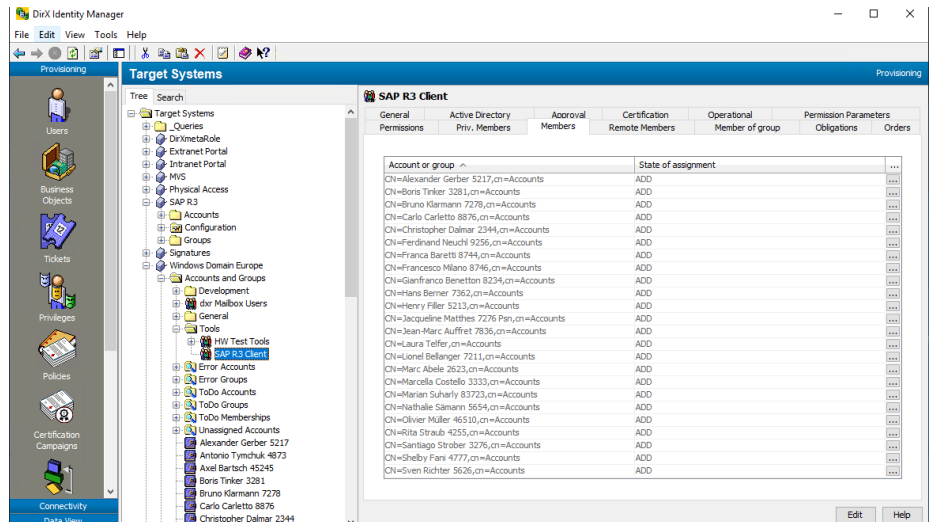 DirX Identity Manager
File Edit View Tools Help
Provisioning
Users
Business
Objects
Tickets
Privileges
Policies
Certification
Campaigns
Connectivity
Data View
Target Systems
Provisioning
Tree Search
Target Systems
_Queries
DirXmetaRole
Extranet Portal
Intranet Portal
MVS
Physical Access
SAP R3
Accounts
Configuration
Groups
Signatures
Windows Domain Europe
Accounts and Groups
Development
dxr Mailbox Users
General
Tools
HW Test Tools
SAP R3 Client
Error Accounts
Error Groups
ToDo Accounts
ToDo Groups
ToDo Memberships
Unassigned Accounts
Alexander Gerber 5217
Antonio Tymchuk 4873
Axel Bartsch 45245
Boris Tinker 3281
Bruno Klarmann 7278
Carlo Carletto 8876
Christopher Dalmar 2344
SAP R3 Client
General Active Directory Approval Certification Operational Permission Parameters
Permissions Priv. Members Members Remote Members Member of group Obligations Orders
Account or group State of assignment ...
CN=Alexander Gerber 5217,cn=Accounts ADD ...
CN=Boris Tinker 3281,cn=Accounts ADD ...
CN=Bruno Klarmann 7278,cn=Accounts ADD ...
CN=Carlo Carletto 8876,cn=Accounts ADD ...
CN=Christopher Dalmar 2344,cn=Accounts ADD ...
CN=Ferdinand Neuchl 9256,cn=Accounts ADD ...
CN=Franca Baretti 8744,cn=Accounts ADD ...
CN=Francesco Milano 8746,cn=Accounts ADD ...
CN=Gianfranco Benetton 8234,cn=Accounts ADD ...
CN=Hans Berner 7362,cn=Accounts ADD ...
CN=Henry Filler 5213,cn=Accounts ADD ...
CN=Jacqueline Matthes 7276 Psn,cn=Accounts ADD ...
CN=Jean-Marc Auffret 7836,cn=Accounts ADD ...
CN=Laura Telfer,cn=Accounts ADD ...
CN=Lionel Bellanger 7211,cn=Accounts ADD ...
CN=Marc Abele 2623,cn=Accounts ADD ...
CN=Marcella Costello 3333,cn=Accounts ADD ...
CN=Marian Suharly 83723,cn=Accounts ADD ...
CN=Nathalie Sämann 5654,cn=Accounts ADD ...
CN=Olivier Müller 46510,cn=Accounts ADD ...
CN=Rita Straub 4255,cn=Accounts ADD ...
CN=Santiago Strober 3276,cn=Accounts ADD ...
CN=Shelby Fani 4777,cn=Accounts ADD ...
CN=Sven Richter 5626,cn=Accounts ADD ...
Edit Help